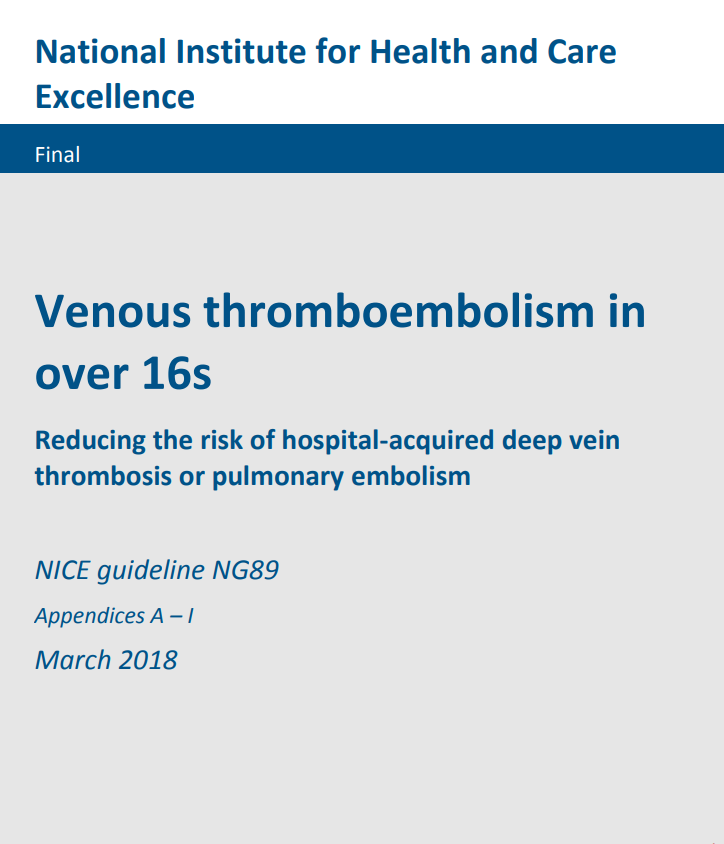 National Institute for Health and Care
Excellence
Final
Venous thromboembolism in
over 16s
Reducing the risk of hospital-acquired deep vein
thrombosis or pulmonary embolism
NICE guideline NG89
Appendices A – I
March 2018